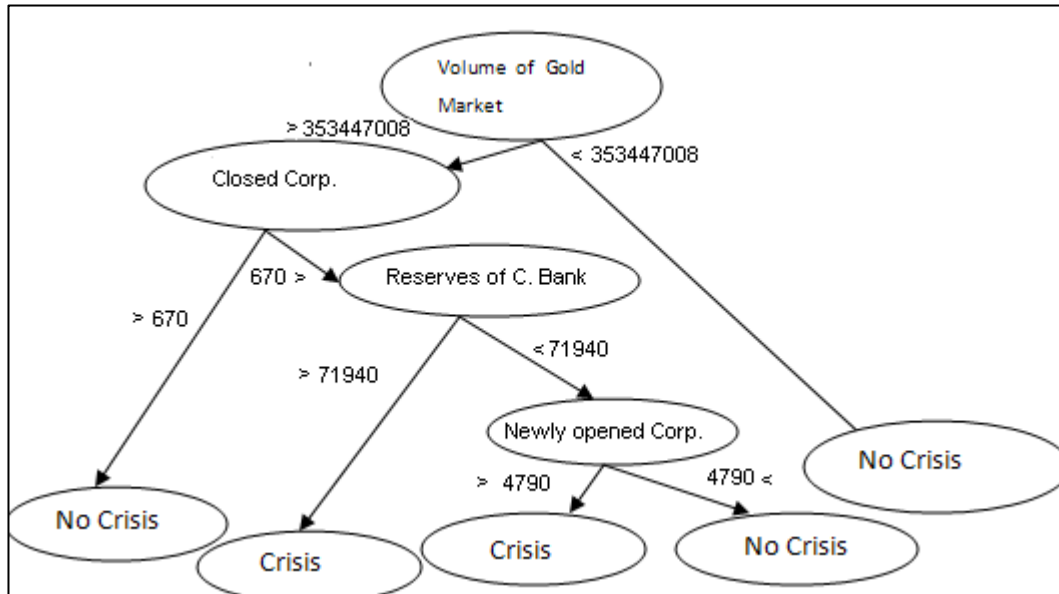 Volume of Gold
Market
> 353447008
< 353447008
Closed Corp.
670 >
Reserves of C. Bank
> 670
> 71940
< 71940
Newly opened Corp.
No Crisis
> 4790
4790 <
No Crisis
Crisis
Crisis
No Crisis